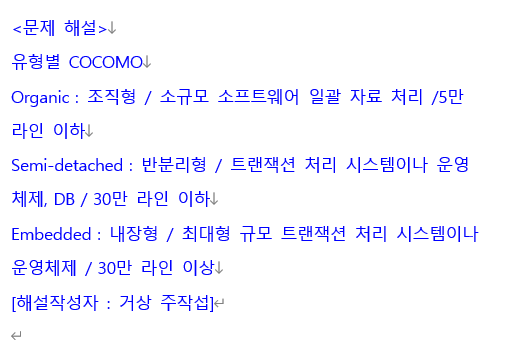 <문제 해설>↓
유형별 COCOMO↓
Organic : 조직형 / 소규모 소프트웨어 일괄 자료 처리 /5만
라인 이하↓
Semi-detached : 반분리형 / 트랜잭션 처리 시스템이나 운영
체제, DB / 30만 라인 이하↓
Embedded : 내장형 / 최대형 규모 트랜잭션 처리 시스템이나
운영체제 / 30만 라인 이상↓
[해설작성자 : 거상 주작섭]↵
↵